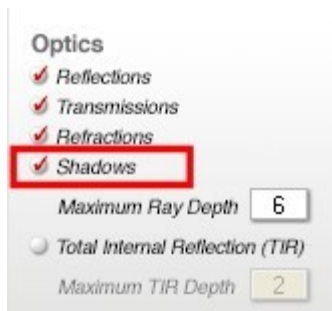 Optics
Reflections
Transmissions
Refractions
Shadows
Maximum Ray Depth 6
Total Internal Reflection (TIR)
Maximum TIR Depth 2